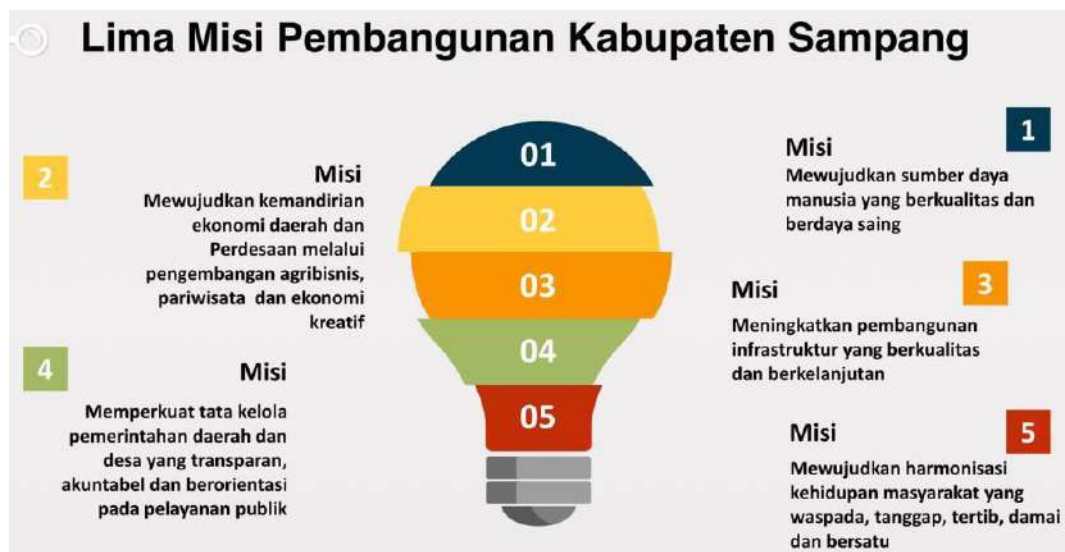 Lima Misi Pembangunan Kabupaten Sampang
01
02
03
04
05
1
Misi
Mewujudkan sumber daya
manusia yang berkualitas dan
berdaya saing
2
Misi
Mewujudkan kemandirian
ekonomi daerah dan
Perdesaan melalui
pengembangan agribisnis,
pariwisata dan ekonomi
kreatif
3
Misi
Meningkatkan pembangunan
infrastruktur yang berkualitas
dan berkelanjutan
4
Misi
Memperkuat tata kelola
pemerintahan daerah dan
desa yang transparan,
akuntabel dan berorientasi
pada pelayanan publik
5
Misi
Mewujudkan harmonisasi
kehidupan masyarakat yang
waspada, tanggap, tertib, damai
dan bersatu